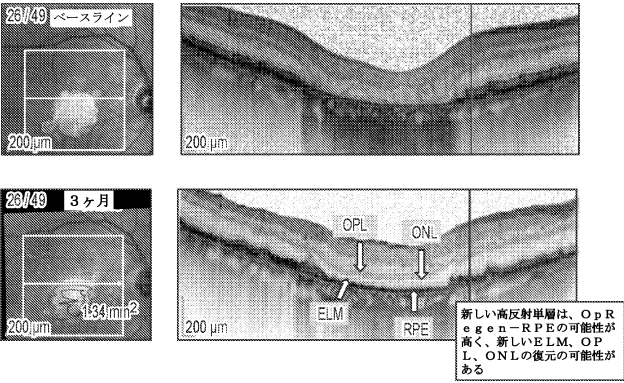 26/49 ベースライン
200 µm
200 µm
26/49 3ヶ月
1.34 mm2
200 µm
OPL
ONL
ELM
RPE
200 µm
新しい高反射単層は、OpR
egen-RPEの可能性が
高く、新しいELM、OP
L、ONLの復元の可能性が
ある